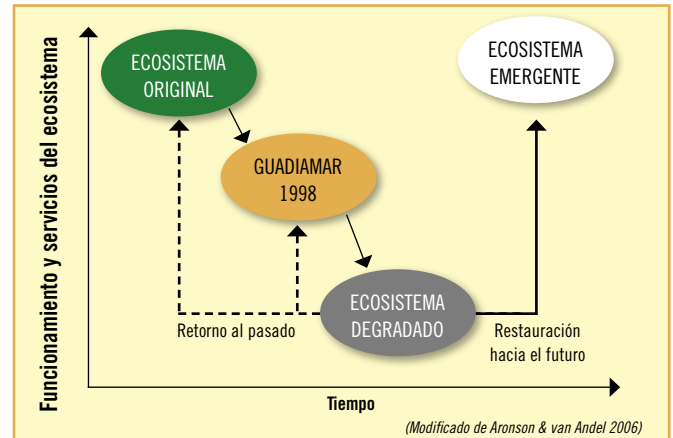 Funcionamiento y servicios del ecosistema
ECOSISTEMA
ORIGINAL
ECOSISTEMA
EMERGENTE
GUADIAMAR
1998
ECOSISTEMA
DEGRADADO
Retorno al pasado
Restauración
hacia el futuro
Tiempo
(Modificado de Aronson & van Andel 2006)